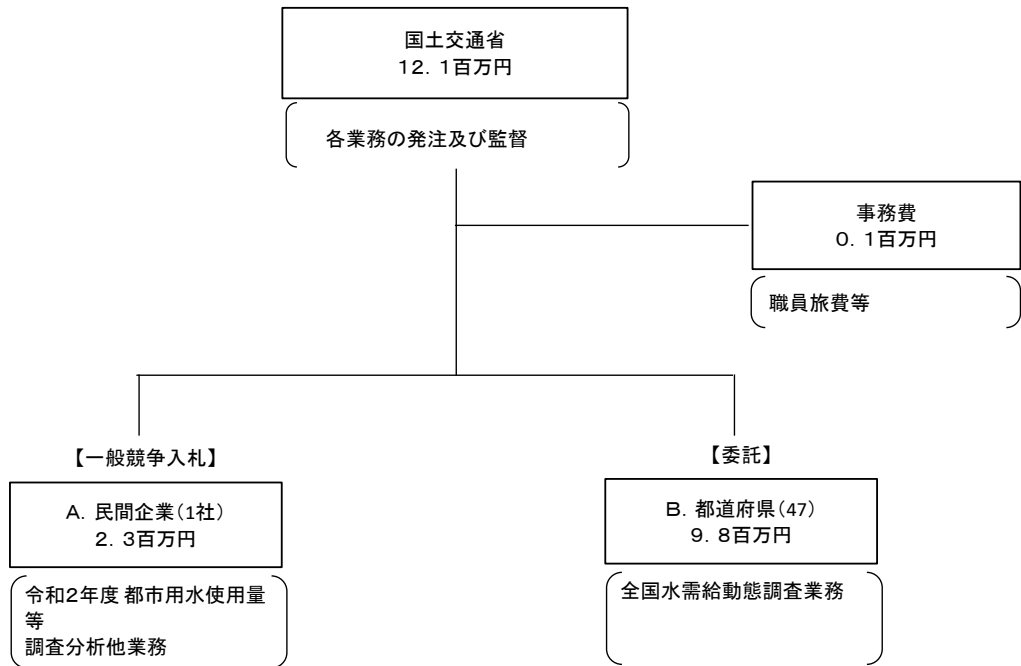 国土交通省
12．1百万円
各業務の発注及び監督
事務費
0．1百万円
職員旅費等
【一般競争入札】
A．民間企業（1社）
2．3百万円
令和2年度 都市用水使用量
等
調査分析他業務
【委託】
B．都道府県（47）
9．8百万円
全国水需給動態調査業務